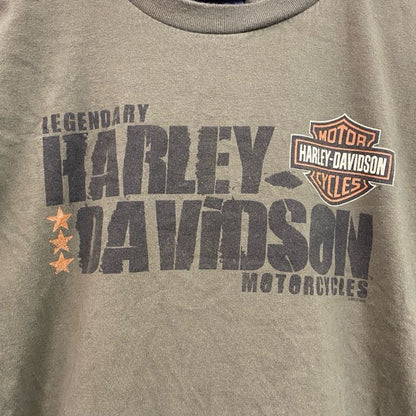 LEGENDARY
HARLEY-
DAVIDSON
MOTORCYCLES
MOTOR
HARLEY-DAVIDSON
CYCLES